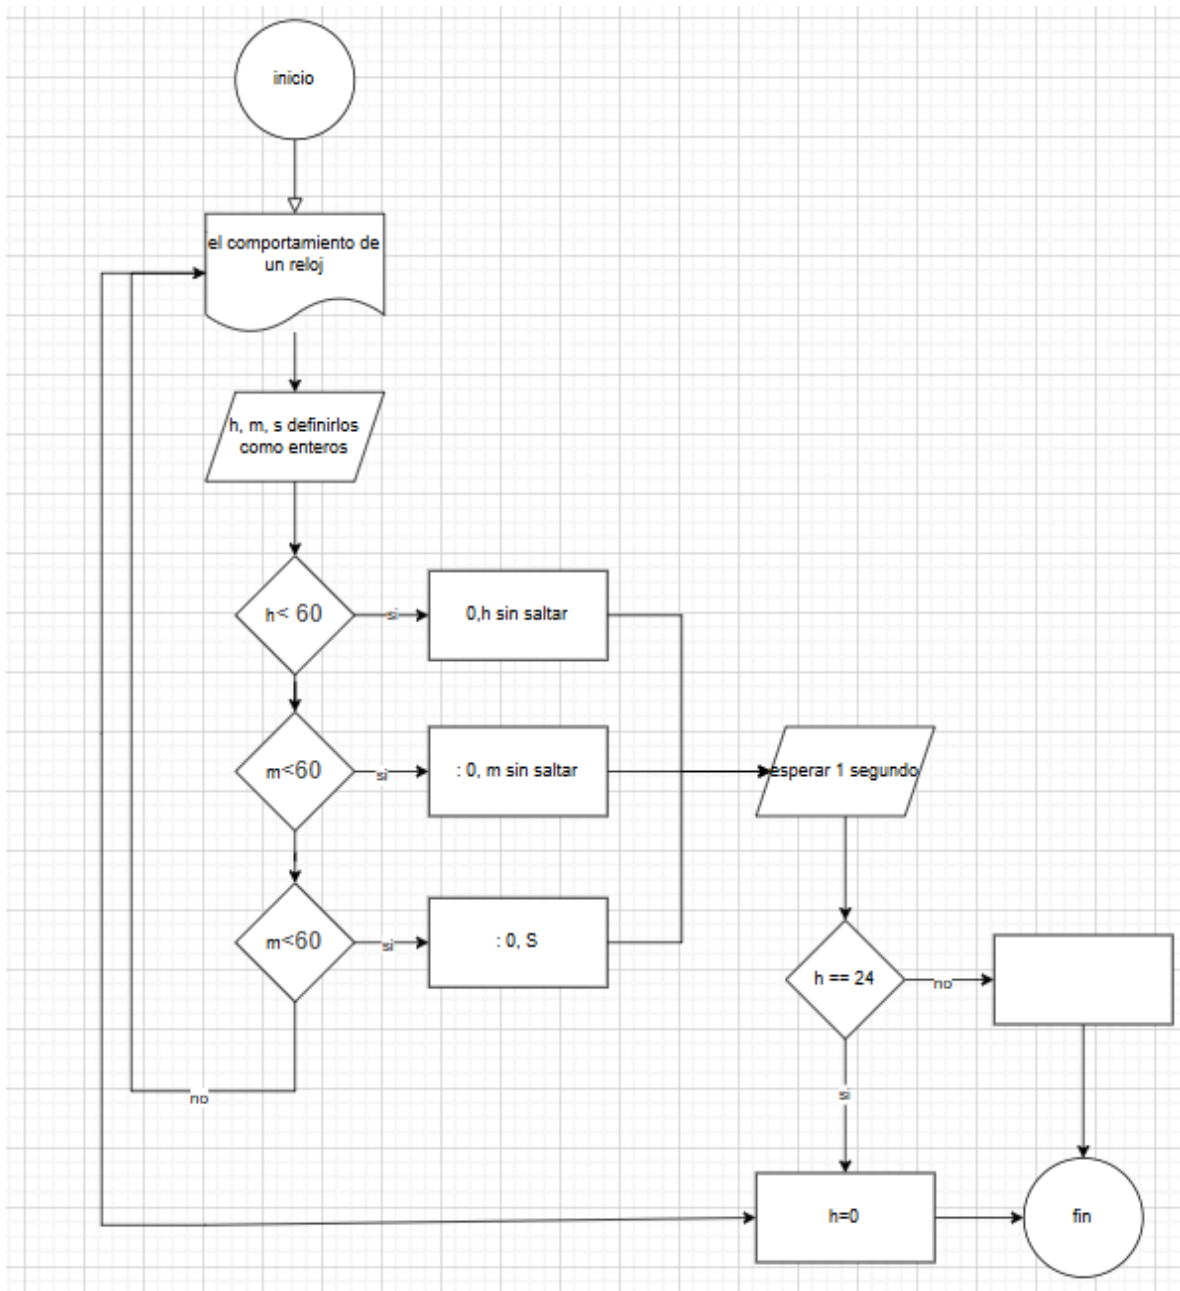 inicio
el comportamiento de
un reloj
h, m, s definirlos
como enteros
h< 60
si
0,h sin saltar
m<60
si
: 0, m sin saltar
esperar 1 segundo
m<60
si
: 0, S
h == 24
no
no
si
h=0
fin